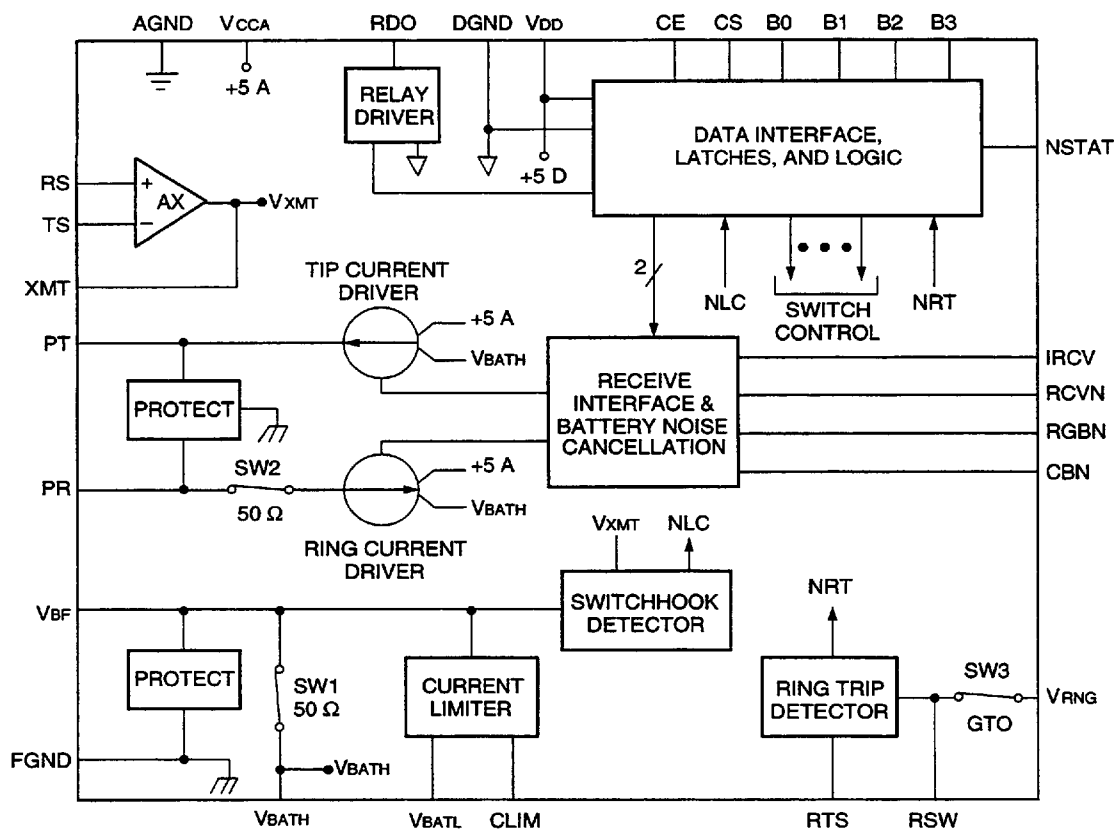 AGND VCCA RDO DGND VDD CE CS B0 B1 B2 B3
+5 A
RELAY
DRIVER
+5 D
DATA INTERFACE,
LATCHES, AND LOGIC
NSTAT
RS
TS
+
−
AX
VXMT
XMT
2
NLC
SWITCH
CONTROL
NRT
TIP CURRENT
DRIVER
+5 A
VBATH
PT
PROTECT
PR
SW2
50 Ω
+5 A
VBATH
RING CURRENT
DRIVER
RECEIVE
INTERFACE &
BATTERY NOISE
CANCELLATION
IRCV
RCVN
RGBN
CBN
VXMT NLC
SWITCHHOOK
DETECTOR
VBF
PROTECT
FGND
SW1
50 Ω
VBATH
CURRENT
LIMITER
NRT
RING TRIP
DETECTOR
SW3
GTO
VRNG
VBATH VBATL CLIM RTS RSW